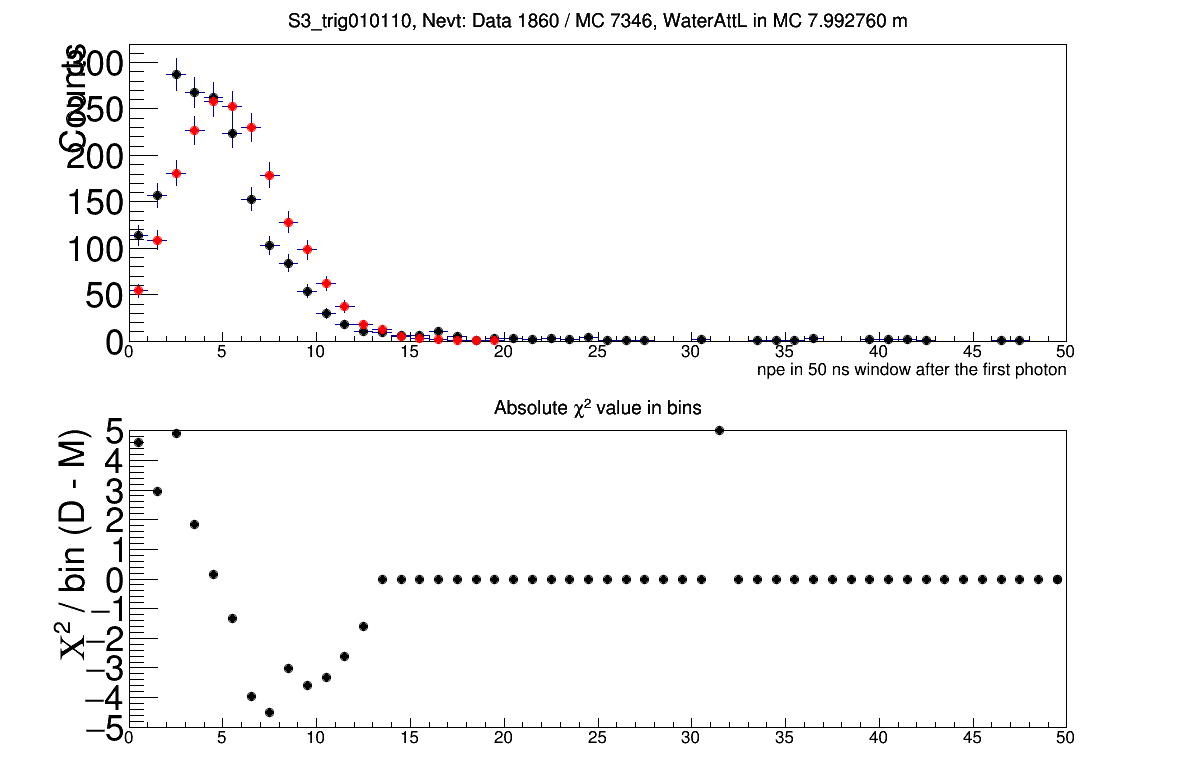 S3_trig010110, Nevt: Data 1860 / MC 7346, WaterAttL in MC 7.992760 m
Counts
300
250
200
150
100
50
0
0 5 10 15 20 25 30 35 40 45 50
npe in 50 ns window after the first photon
Absolute χ² value in bins
X² / bin (D - M)
5
4
3
2
1
0
−1
−2
−3
−4
−5
0 5 10 15 20 25 30 35 40 45 50